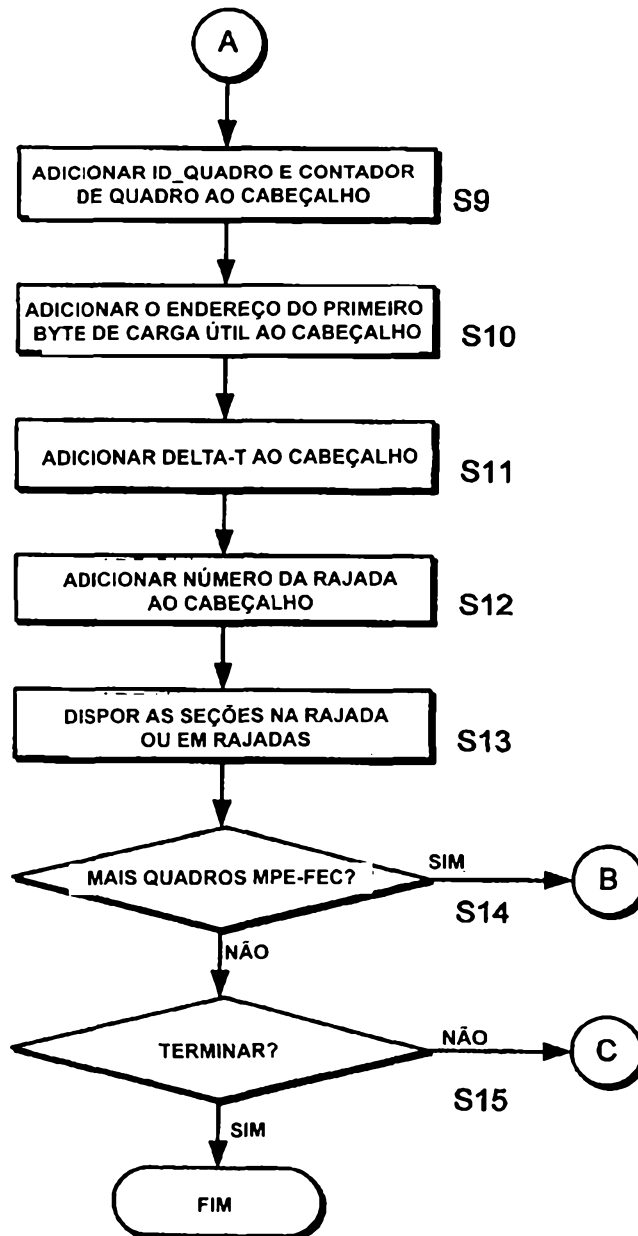 A
ADICIONAR ID_QUADRO E CONTADOR
DE QUADRO AO CABEÇALHO
S9
ADICIONAR O ENDEREÇO DO PRIMEIRO
BYTE DE CARGA ÚTIL AO CABEÇALHO
S10
ADICIONAR DELTA-T AO CABEÇALHO
S11
ADICIONAR NÚMERO DA RAJADA
AO CABEÇALHO
S12
DISPOR AS SEÇÕES NA RAJADA
OU EM RAJADAS
S13
MAIS QUADROS MPE-FEC?
SIM
B
S14
NÃO
TERMINAR?
NÃO
C
S15
SIM
FIM